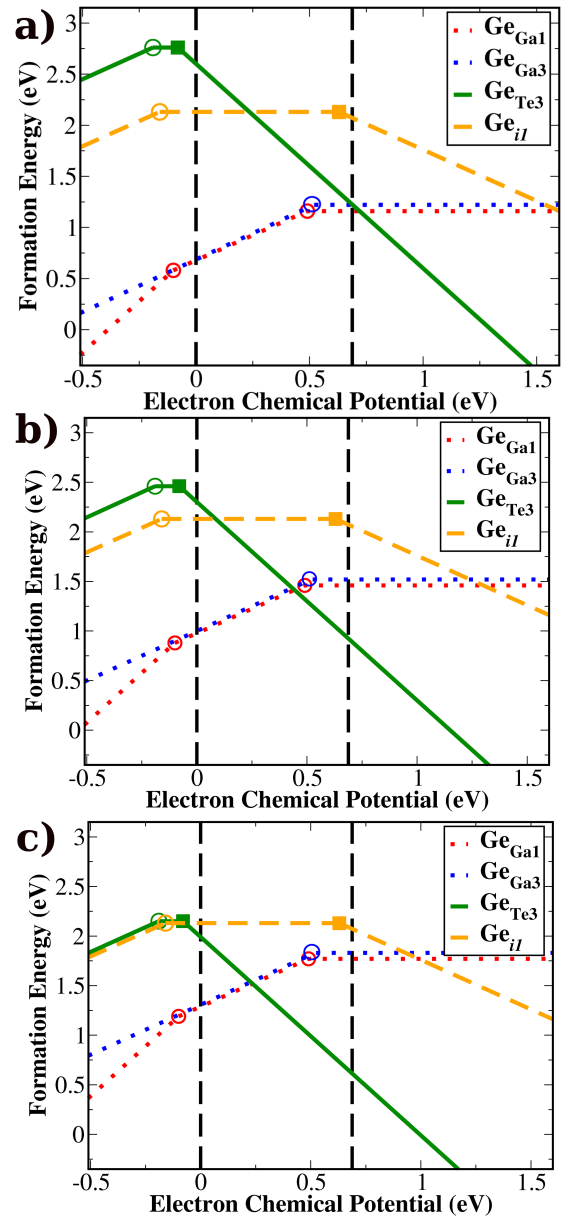 a)
Formation Energy (eV)
3
2.5
2
1.5
1
0.5
0
Ge_Ga1
Ge_Ga3
Ge_Te3
Ge_i1
-0.5 0 0.5 1 1.5
Electron Chemical Potential (eV)
b)
Formation Energy (eV)
3
2.5
2
1.5
1
0.5
0
Ge_Ga1
Ge_Ga3
Ge_Te3
Ge_i1
-0.5 0 0.5 1 1.5
Electron Chemical Potential (eV)
c)
Formation Energy (eV)
3
2.5
2
1.5
1
0.5
0
Ge_Ga1
Ge_Ga3
Ge_Te3
Ge_i1
-0.5 0 0.5 1 1.5
Electron Chemical Potential (eV)